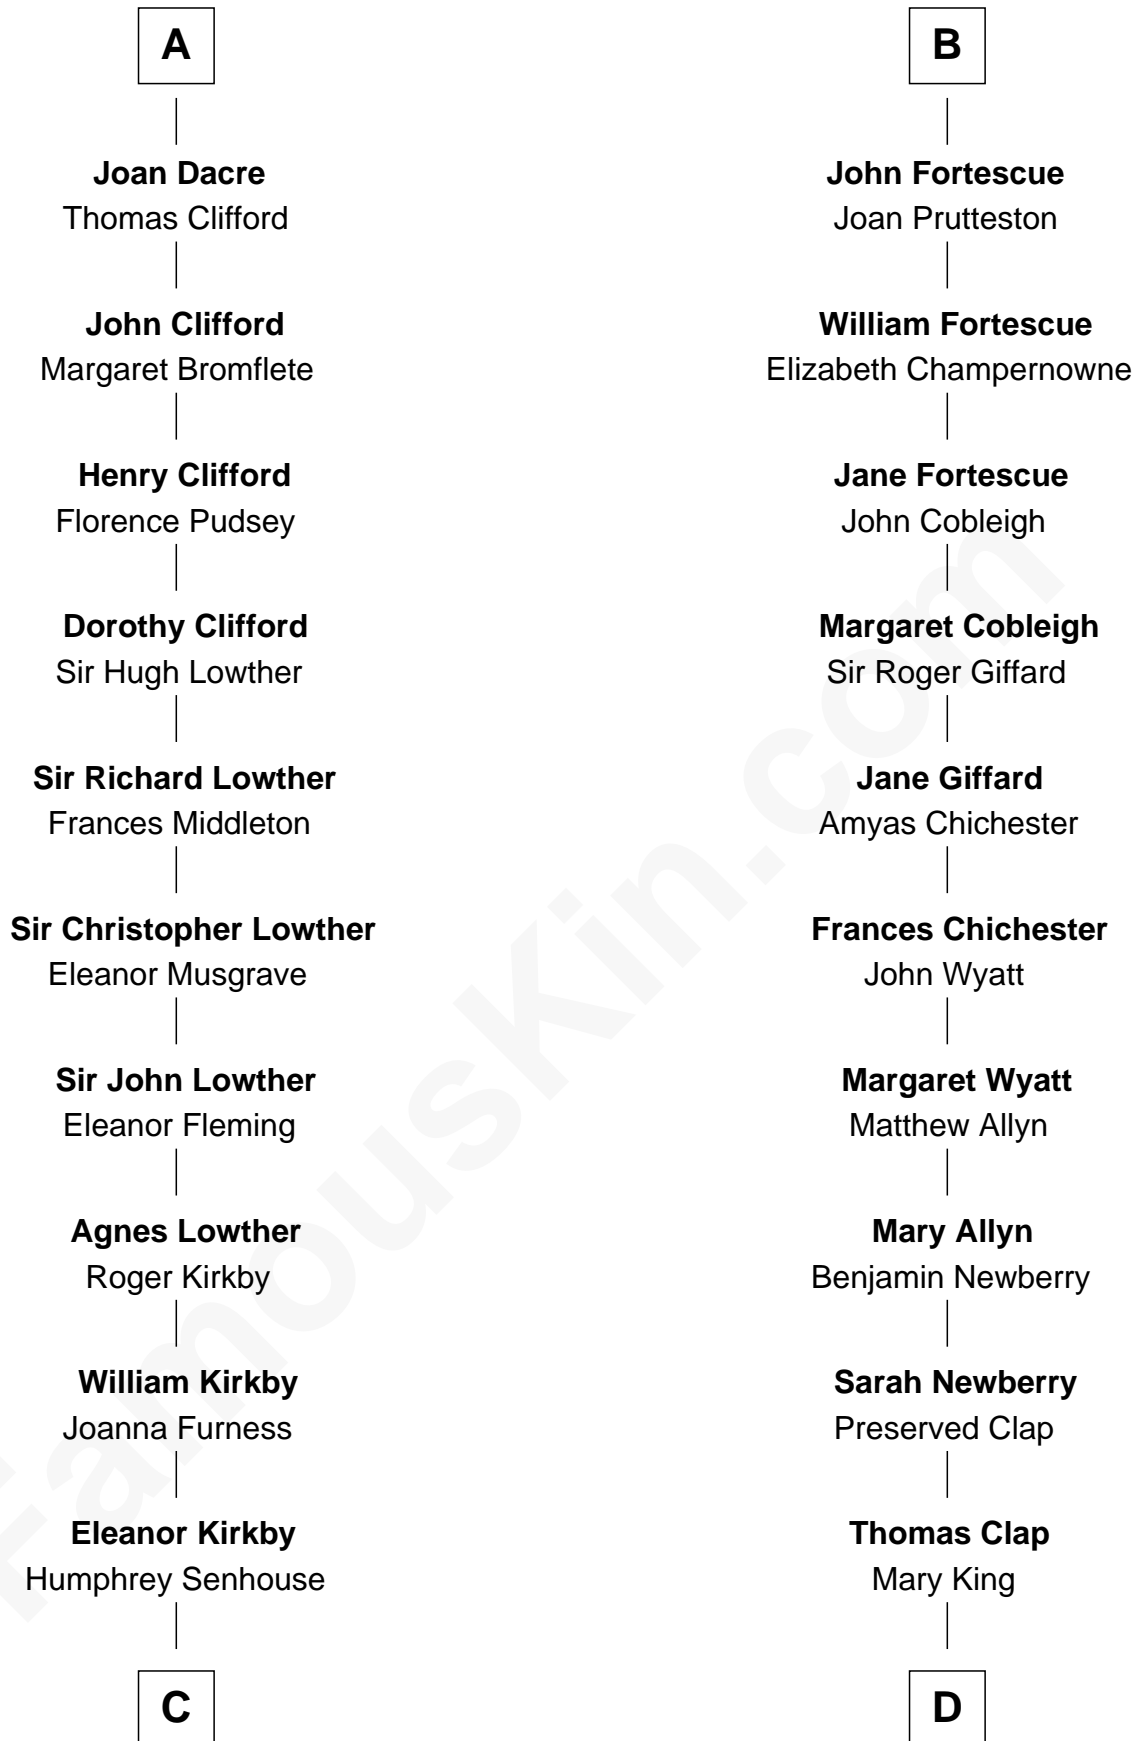 A
Joan Dacre
Thomas Clifford
John Clifford
Margaret Bromflete
Henry Clifford
Florence Pudsey
Dorothy Clifford
Sir Hugh Lowther
Sir Richard Lowther
Frances Middleton
Sir Christopher Lowther
Eleanor Musgrave
Sir John Lowther
Eleanor Fleming
Agnes Lowther
Roger Kirkby
William Kirkby
Joanna Furness
Eleanor Kirkby
Humphrey Senhouse
C
B
John Fortescue
Joan Prutteston
William Fortescue
Elizabeth Champernowne
Jane Fortescue
John Cobleigh
Margaret Cobleigh
Sir Roger Giffard
Jane Giffard
Amyas Chichester
Frances Chichester
John Wyatt
Margaret Wyatt
Matthew Allyn
Mary Allyn
Benjamin Newberry
Sarah Newberry
Preserved Clap
Thomas Clap
Mary King
D
FamousKin.com